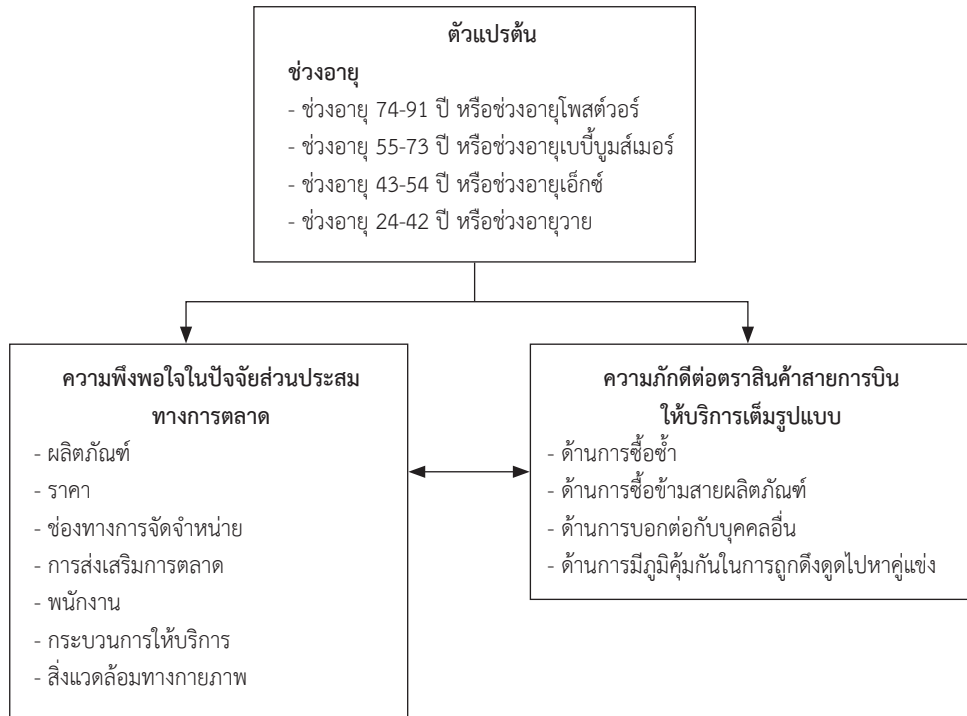 ตัวแปรต้น
ช่วงอายุ
- ช่วงอายุ 74-91 ปี หรือช่วงอายุโพสต์วอร์
- ช่วงอายุ 55-73 ปี หรือช่วงอายุเบบี้บูมส์เมอร์
- ช่วงอายุ 43-54 ปี หรือช่วงอายุเอ็กซ์
- ช่วงอายุ 24-42 ปี หรือช่วงอายุวาย
ความพึงพอใจในปัจจัยส่วนประสม
ทางการตลาด
- ผลิตภัณฑ์
- ราคา
- ช่องทางการจัดจำหน่าย
- การส่งเสริมการตลาด
- พนักงาน
- กระบวนการให้บริการ
- สิ่งแวดล้อมทางกายภาพ
ความภักดีต่อตราสินค้าสายการบิน
ให้บริการเต็มรูปแบบ
- ด้านการซื้อซ้ำ
- ด้านการซื้อข้ามสายผลิตภัณฑ์
- ด้านการบอกต่อกับบุคคลอื่น
- ด้านการมีภูมิคุ้มกันในการถูกดึงดูดไปหาคู่แข่ง